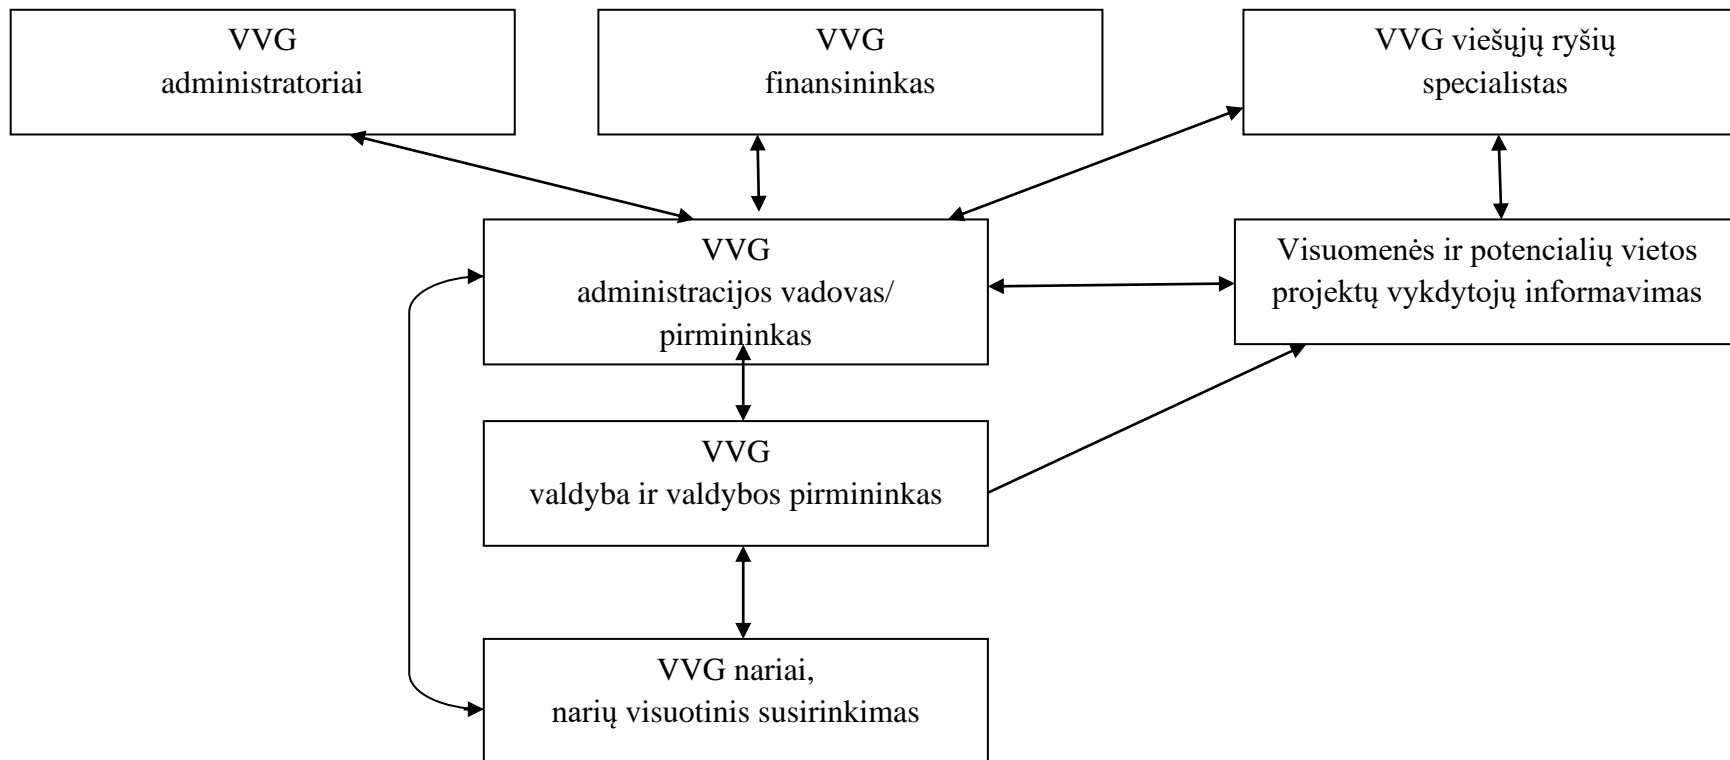 VVG
administratoriai
VVG
finansininkas
VVG viešųjų ryšių
specialistas
VVG
administracijos vadovas/
pirmininkas
Visuomenės ir potencialių vietos
projektų vykdytojų informavimas
VVG
valdyba ir valdybos pirmininkas
VVG nariai,
narių visuotinis susirinkimas